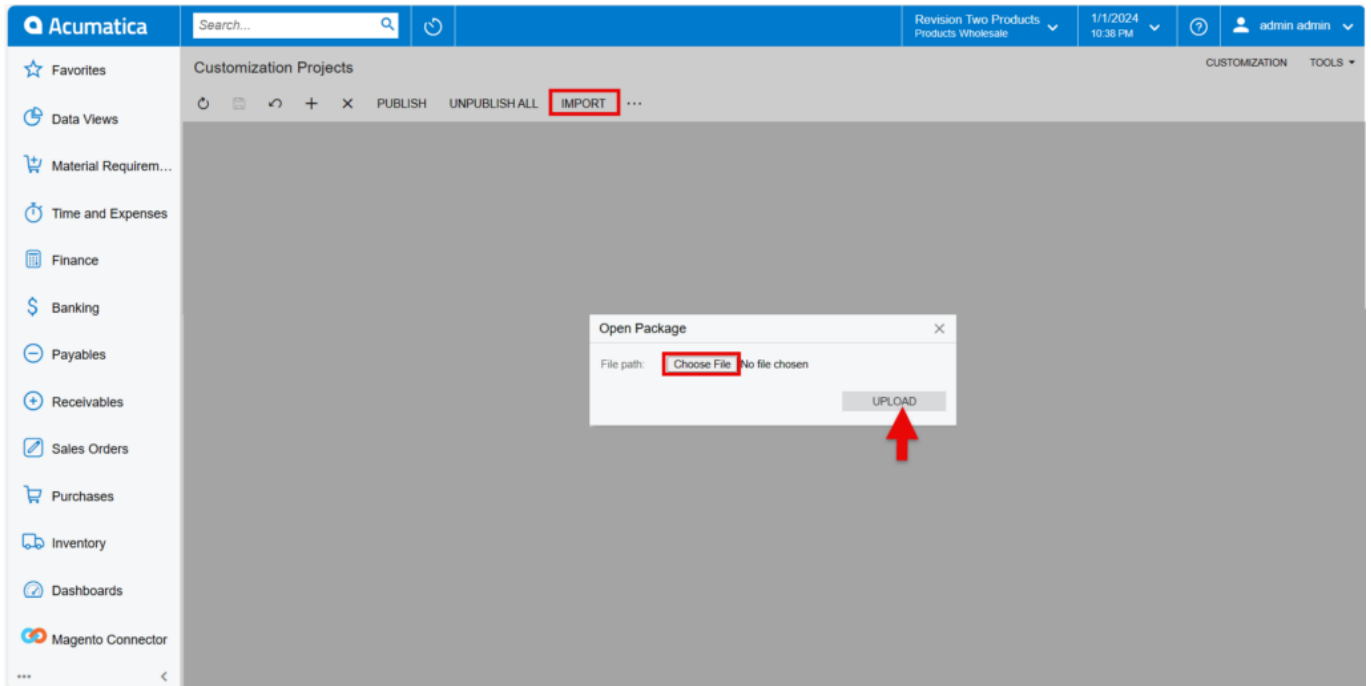 Acumatica
Search...
Revision Two Products
Products Wholesale
1/1/2024
10:38 PM
admin admin
Favorites
Data Views
Material Requirem...
Time and Expenses
Finance
Banking
Payables
Receivables
Sales Orders
Purchases
Inventory
Dashboards
Magento Connector
Customization Projects
CUSTOMIZATION
TOOLS
PUBLISH
UNPUBLISH ALL
IMPORT
Open Package
File path:
Choose File
No file chosen
UPLOAD